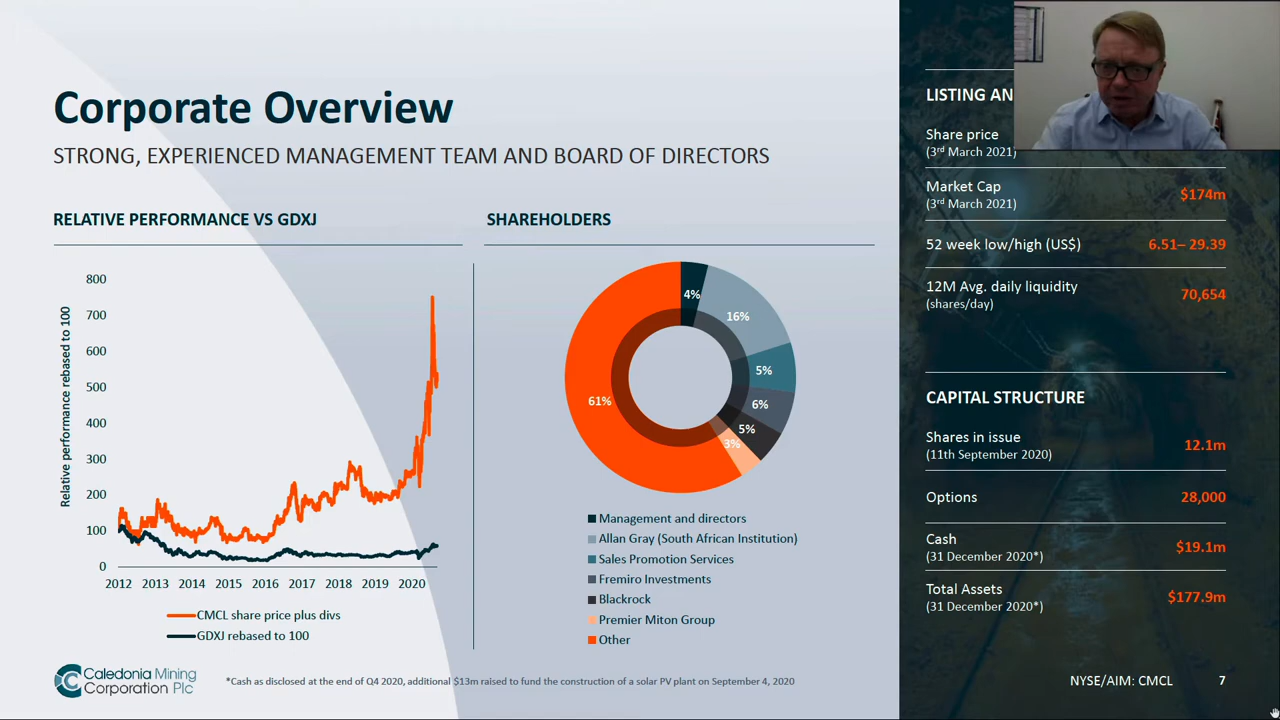 Corporate Overview
STRONG, EXPERIENCED MANAGEMENT TEAM AND BOARD OF DIRECTORS
RELATIVE PERFORMANCE VS GDXJ
Relative performance rebased to 100
800
700
600
500
400
300
200
100
0
2012 2013 2014 2015 2016 2017 2018 2019 2020
CMCL share price plus divs
GDXJ rebased to 100
SHAREHOLDERS
4%
16%
5%
6%
5%
3%
61%
Management and directors
Allan Gray (South African Institution)
Sales Promotion Services
Fremiro Investments
Blackrock
Premier Miton Group
Other
LISTING AN
Share price
(3rd March 2021)
Market Cap $174m
(3rd March 2021)
52 week low/high (US$) 6.51– 29.39
12M Avg. daily liquidity 70,654
(shares/day)
CAPITAL STRUCTURE
Shares in issue 12.1m
(11th September 2020)
Options 28,000
Cash $19.1m
(31 December 2020*)
Total Assets $177.9m
(31 December 2020*)
Caledonia Mining
Corporation Plc
*Cash as disclosed at the end of Q4 2020, additional $13m raised to fund the construction of a solar PV plant on September 4, 2020
NYSE/AIM: CMCL 7